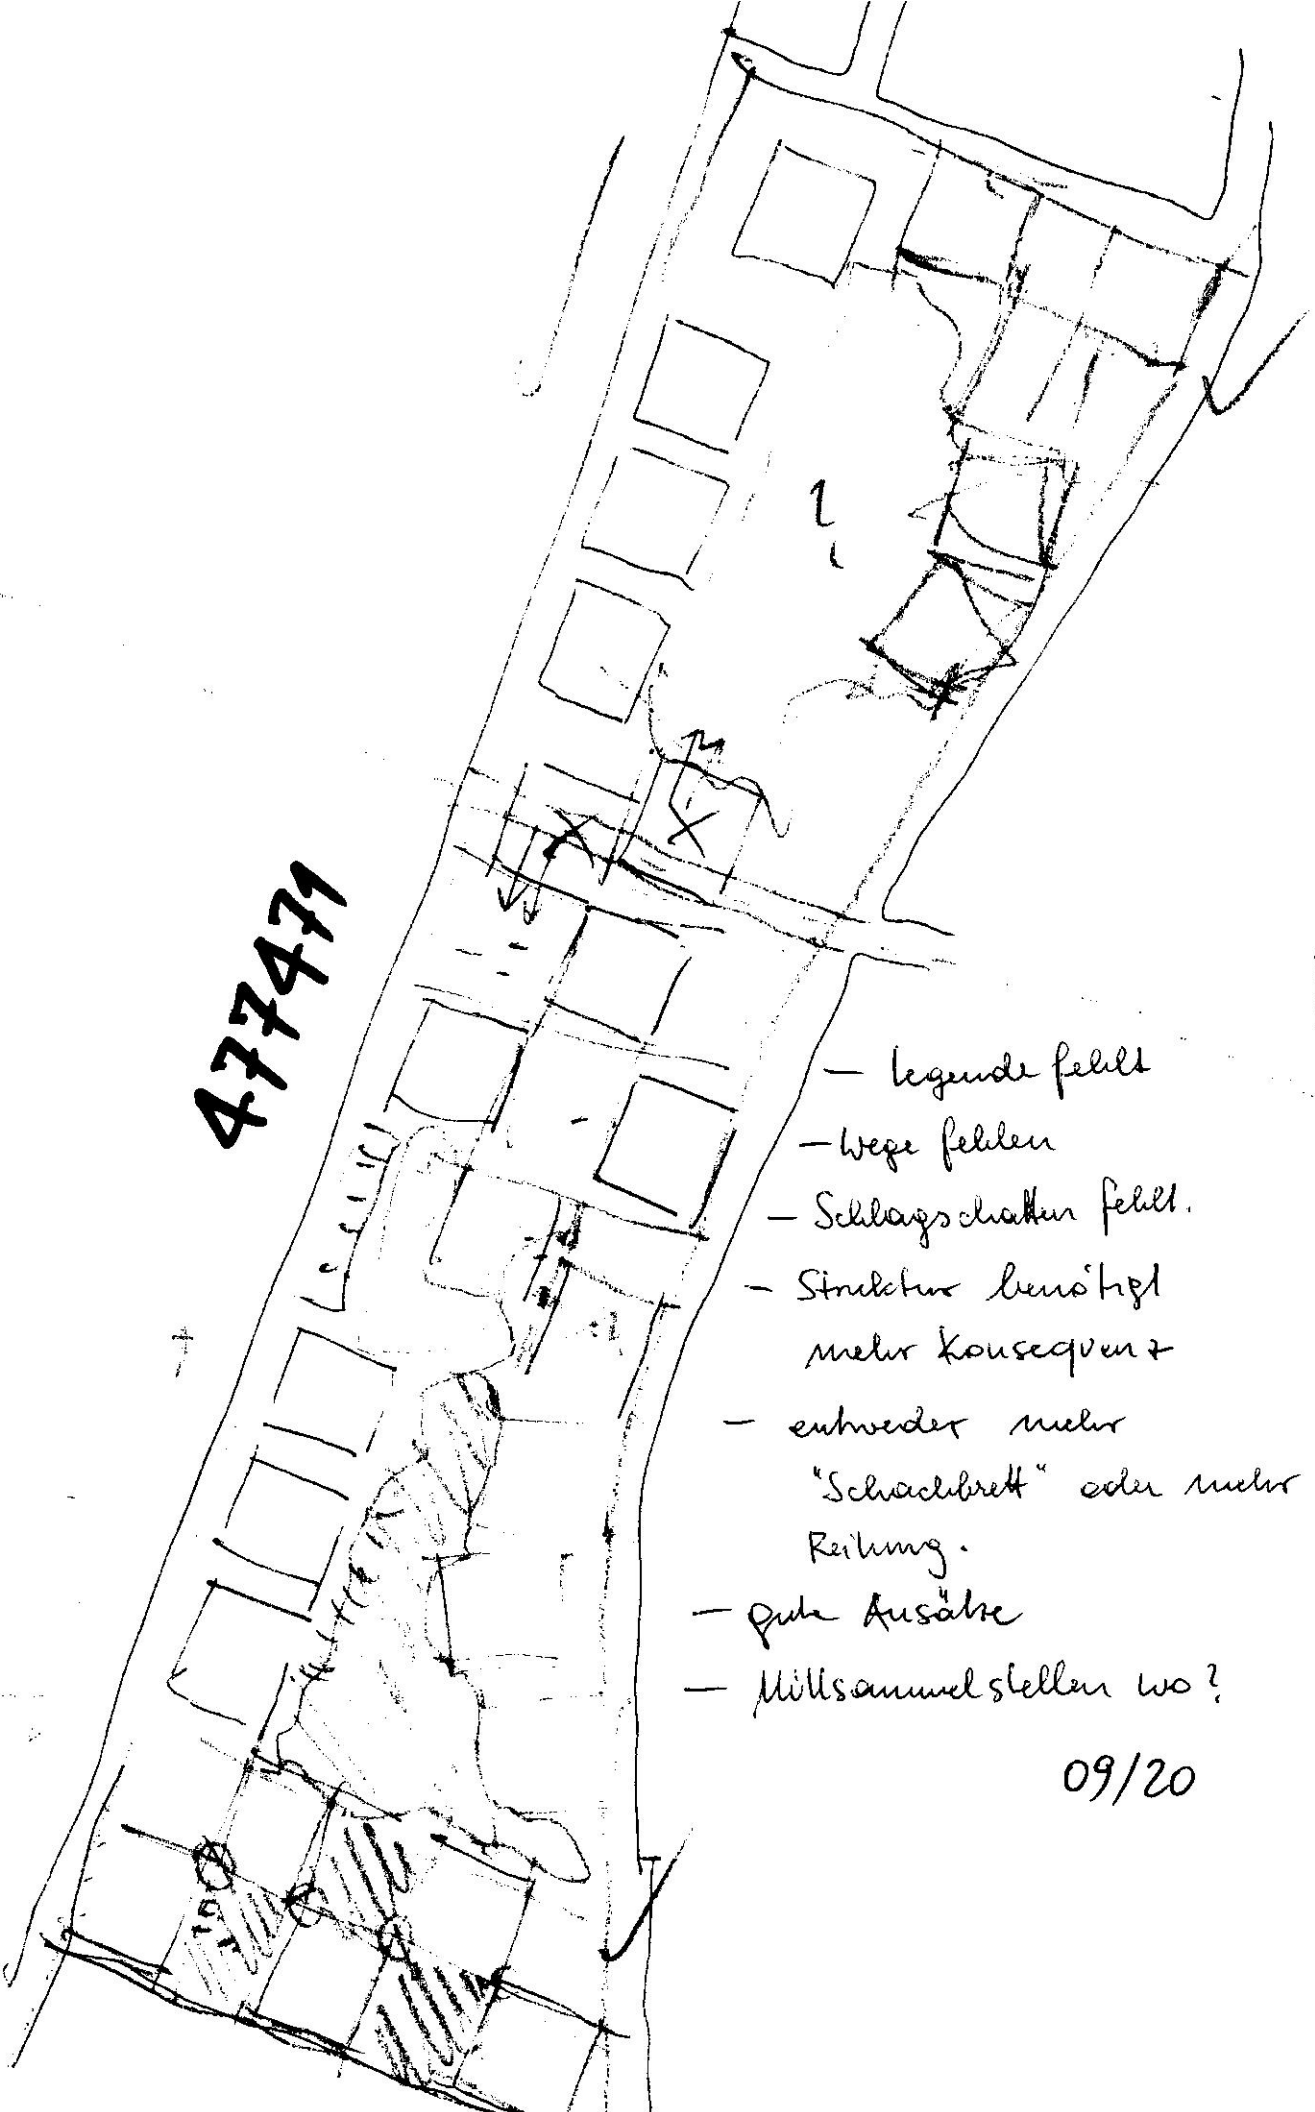 477471
– Legende fehlt
– Wege fehlen
– Schlagschatten fehlt.
– Struktur benötigt
mehr Konsequenz
– entweder mehr
"Schachbrett" oder mehr
Reihung.
– gute Ansätze
– Müllsammelstellen wo?
09/20